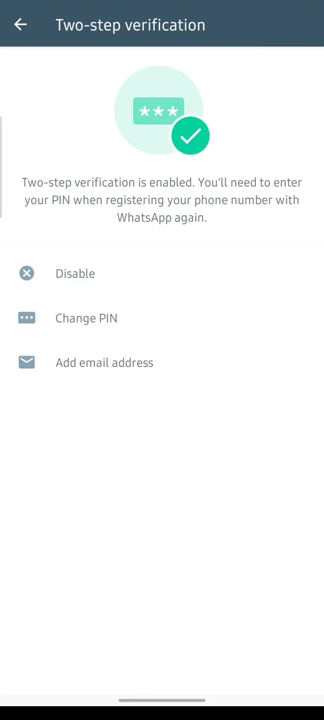 Two-step verification
***
Two-step verification is enabled. You'll need to enter
your PIN when registering your phone number with
WhatsApp again.
Disable
Change PIN
Add email address